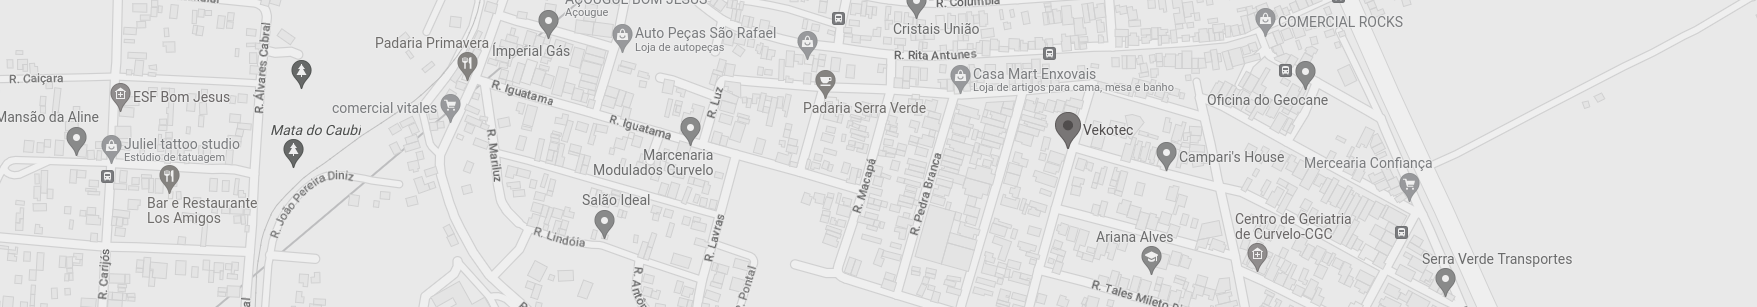 AÇOUGUE BOM JESUS
Açougue
R. Columbia
COMERCIAL ROCKS
Cristais União
Auto Peças São Rafael
Loja de autopeças
Padaria Primavera
Imperial Gás
R. Rita Antunes
R. Álvares Cabral
R. Caiçara
Casa Mart Enxovais
Loja de artigos para cama, mesa e banho
ESF Bom Jesus
R. Iguatama
R. Luz
comercial vitales
Padaria Serra Verde
Oficina do Geocane
Mansão da Aline
Mata do Caubi
R. Iguatama
Vekotec
Juliel tattoo studio
Estúdio de tatuagem
R. Mariluz
Marcenaria
Modulados Curvelo
Campari's House
Mercearia Confiança
R. João Pereira Diniz
R. Macapá
R. Pedra Branca
Bar e Restaurante
Los Amigos
Salão Ideal
R. Lindóia
R. Lavras
Centro de Geriatria
de Curvelo-CGC
Ariana Alves
R. Carijós
Serra Verde Transportes
R. Pontal
R. Tales Mileto